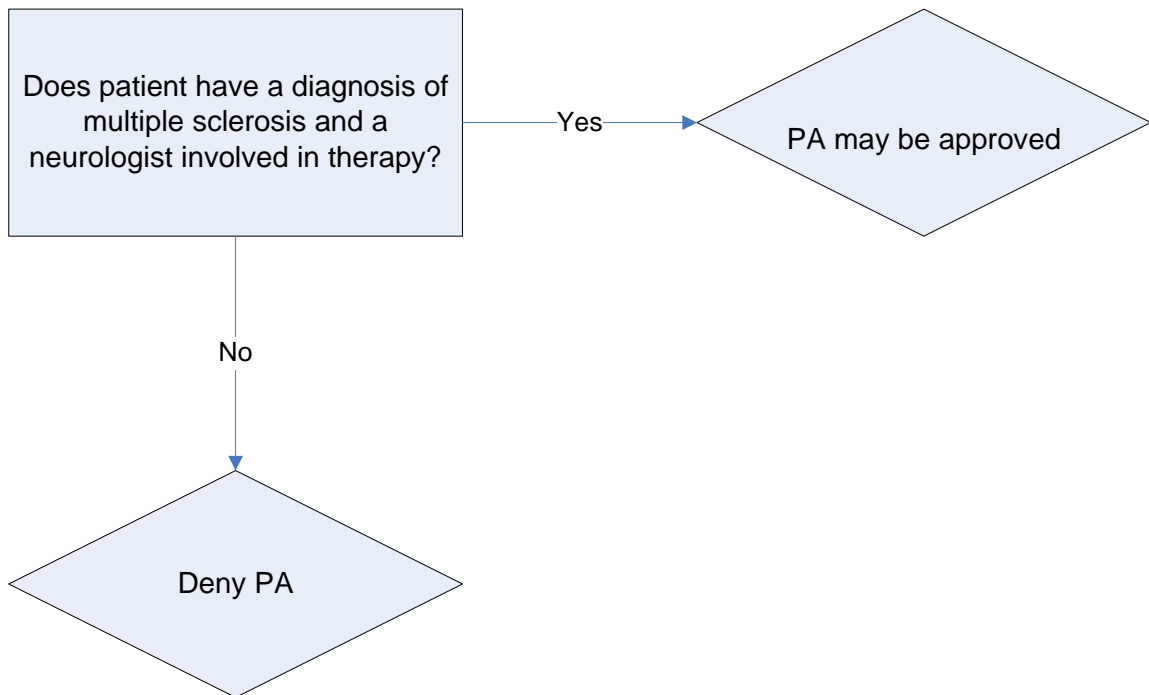 Does patient have a diagnosis of
multiple sclerosis and a
neurologist involved in therapy?
Yes
PA may be approved
No
Deny PA